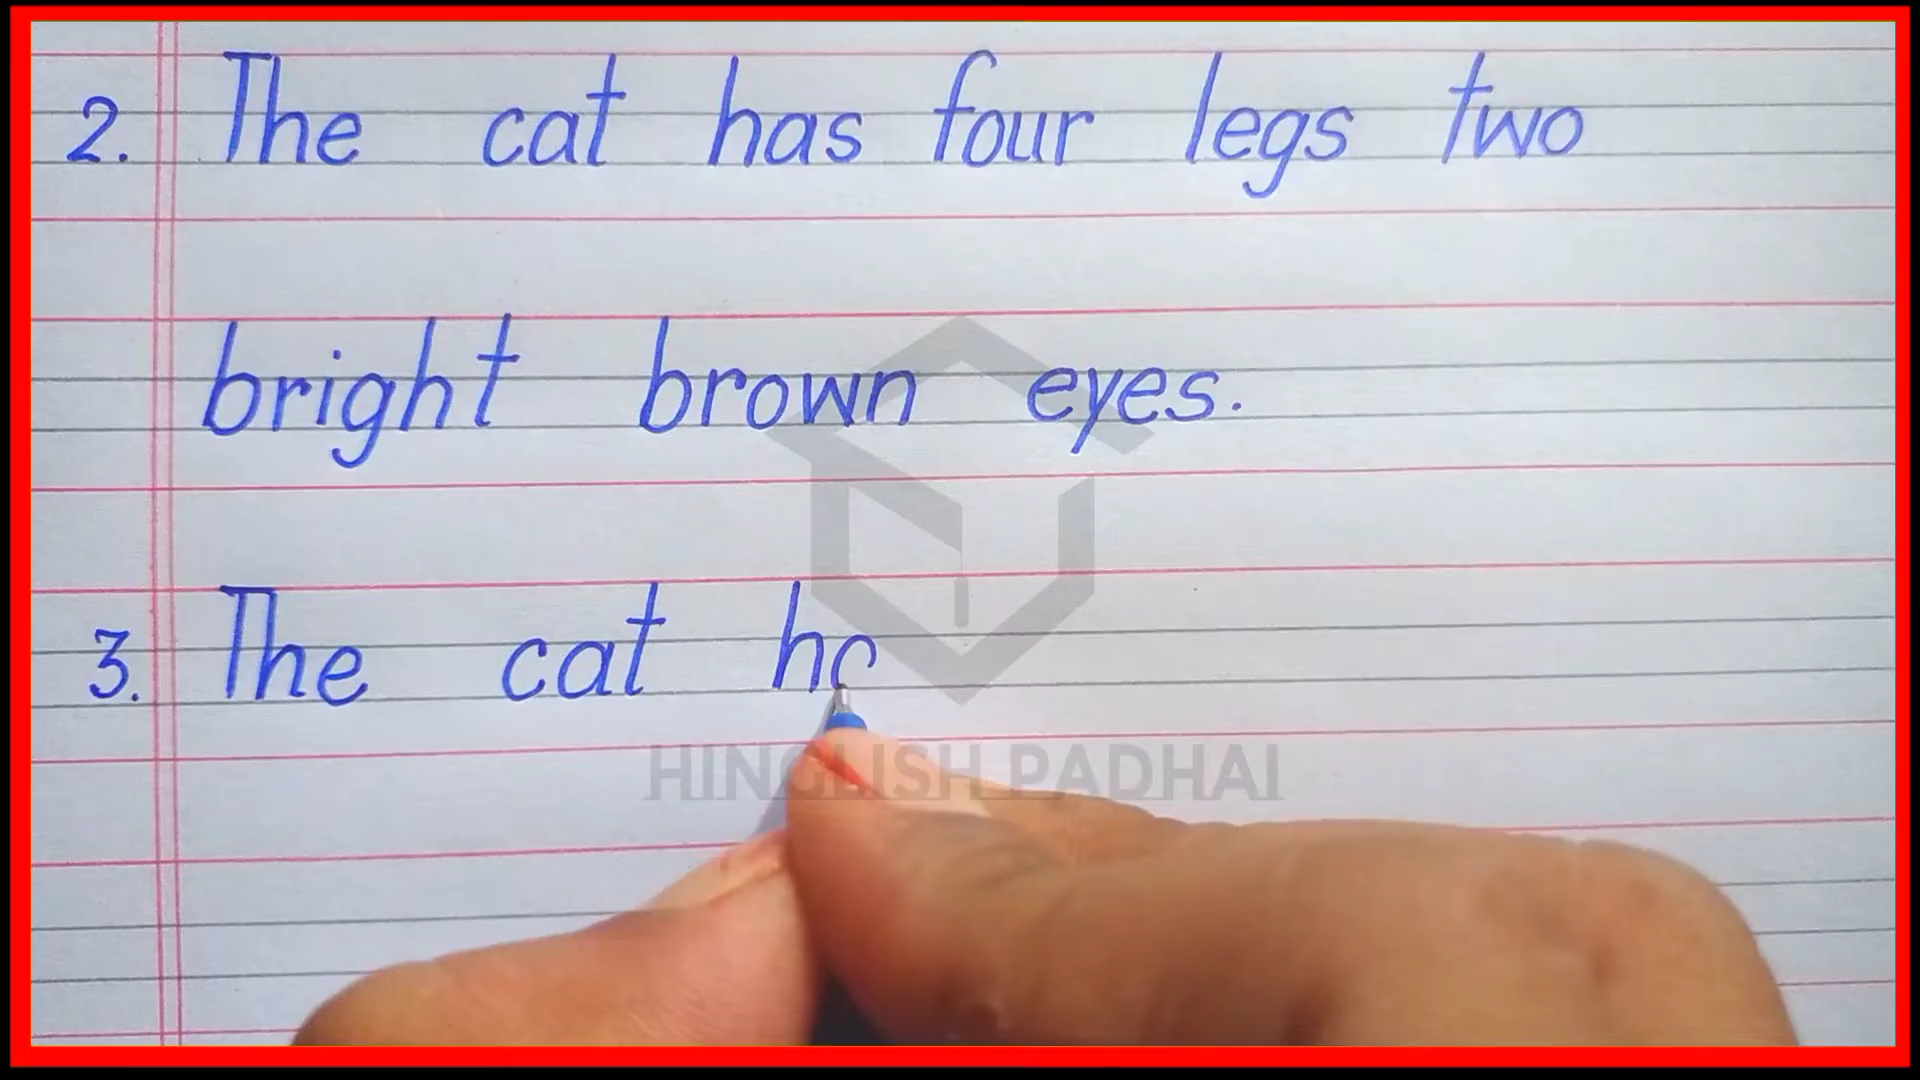 2. The cat has four legs two
bright brown eyes.
3. The cat ha
HINGLISH PADHAI